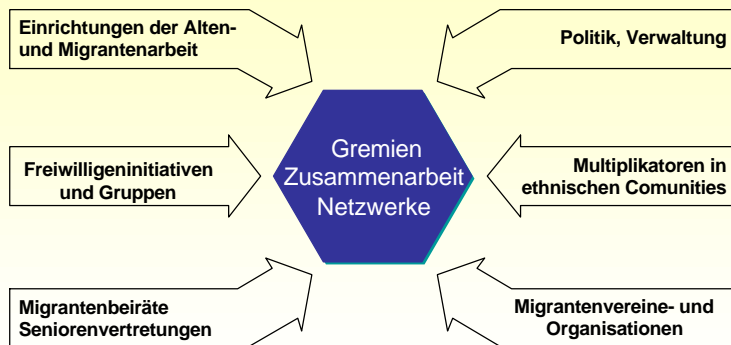 Einrichtungen der Alten-
und Migrantenarbeit
Politik, Verwaltung
Freiwilligeninitiativen
und Gruppen
Gremien
Zusammenarbeit
Netzwerke
Multiplikatoren in
ethnischen Comunities
Migrantenbeiräte
Seniorenvertretungen
Migrantenvereine- und
Organisationen